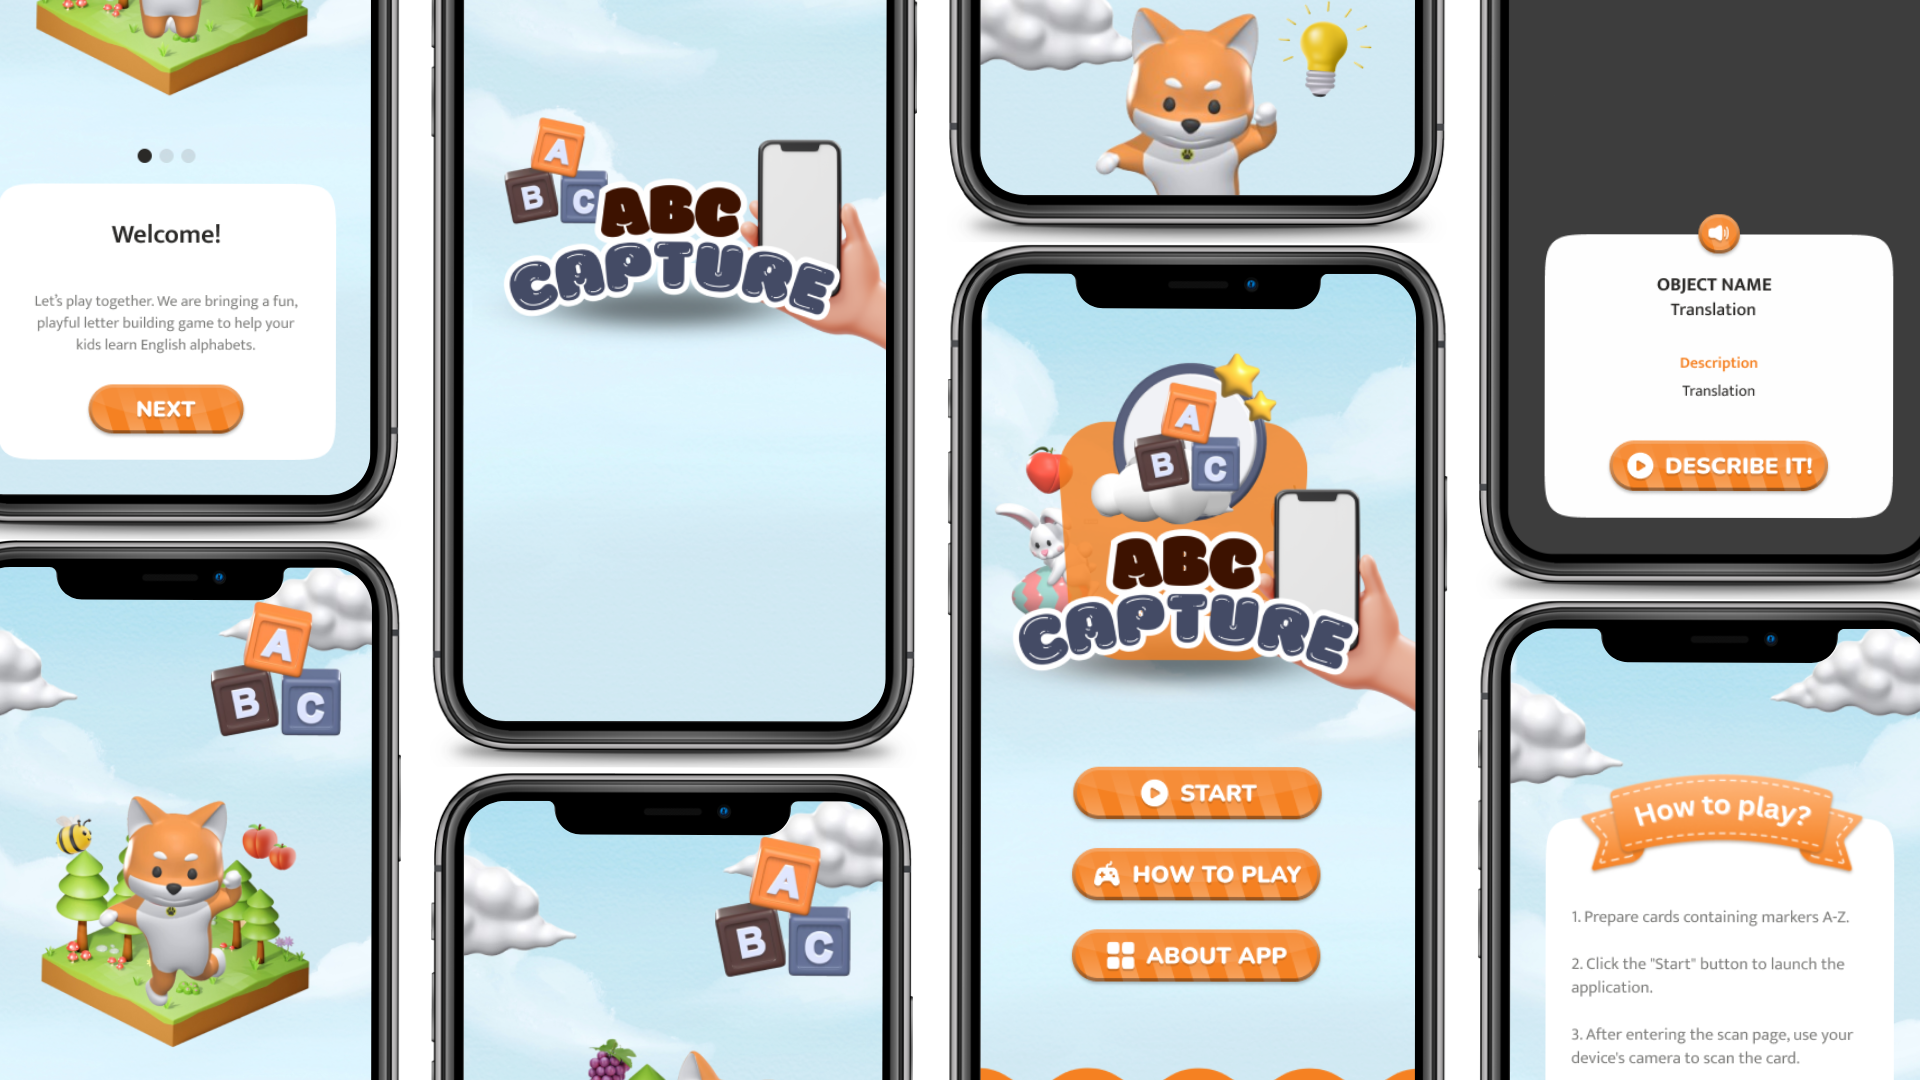 Welcome!
Let's play together. We are bringing a fun,
playful letter building game to help your
kids learn English alphabets.
NEXT
A
B C
A
B C
ABC
CAPTURE
A
B C
A
B C
ABC
CAPTURE
START
HOW TO PLAY
ABOUT APP
OBJECT NAME
Translation
Description
Translation
DESCRIBE IT!
How to play?
1. Prepare cards containing markers A-Z.
2. Click the "Start" button to launch the
application.
3. After entering the scan page, use your
device's camera to scan the card.